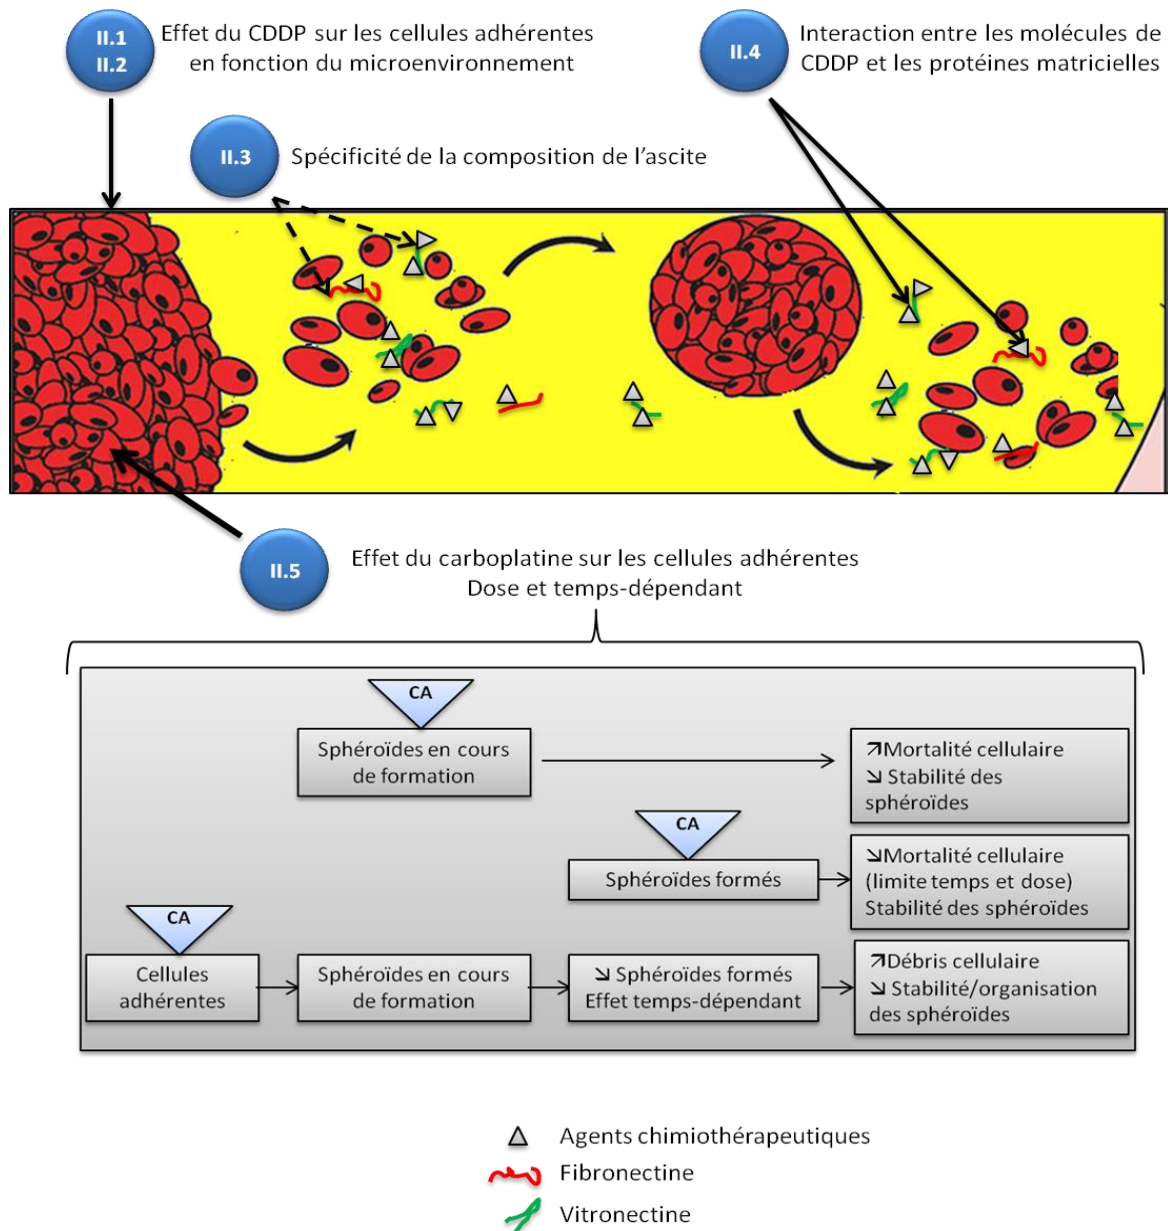 II.1
II.2
Effet du CDDP sur les cellules adhérentes
en fonction du microenvironnement
II.4
Interaction entre les molécules de
CDDP et les protéines matricielles
II.3
Spécificité de la composition de l’ascite
II.5
Effet du carboplatine sur les cellules adhérentes
Dose et temps-dépendant
CA
Sphéroïdes en cours
de formation
↗Mortalité cellulaire
↘ Stabilité des
sphéroïdes
CA
Sphéroïdes formés
↘Mortalité cellulaire
(limite temps et dose)
Stabilité des sphéroïdes
CA
Cellules
adhérentes
Sphéroïdes en cours
de formation
↘ Sphéroïdes formés
Effet temps-dépendant
↗Débris cellulaire
↘ Stabilité/organisation
des sphéroïdes
Agents chimiothérapeutiques
Fibronectine
Vitronectine